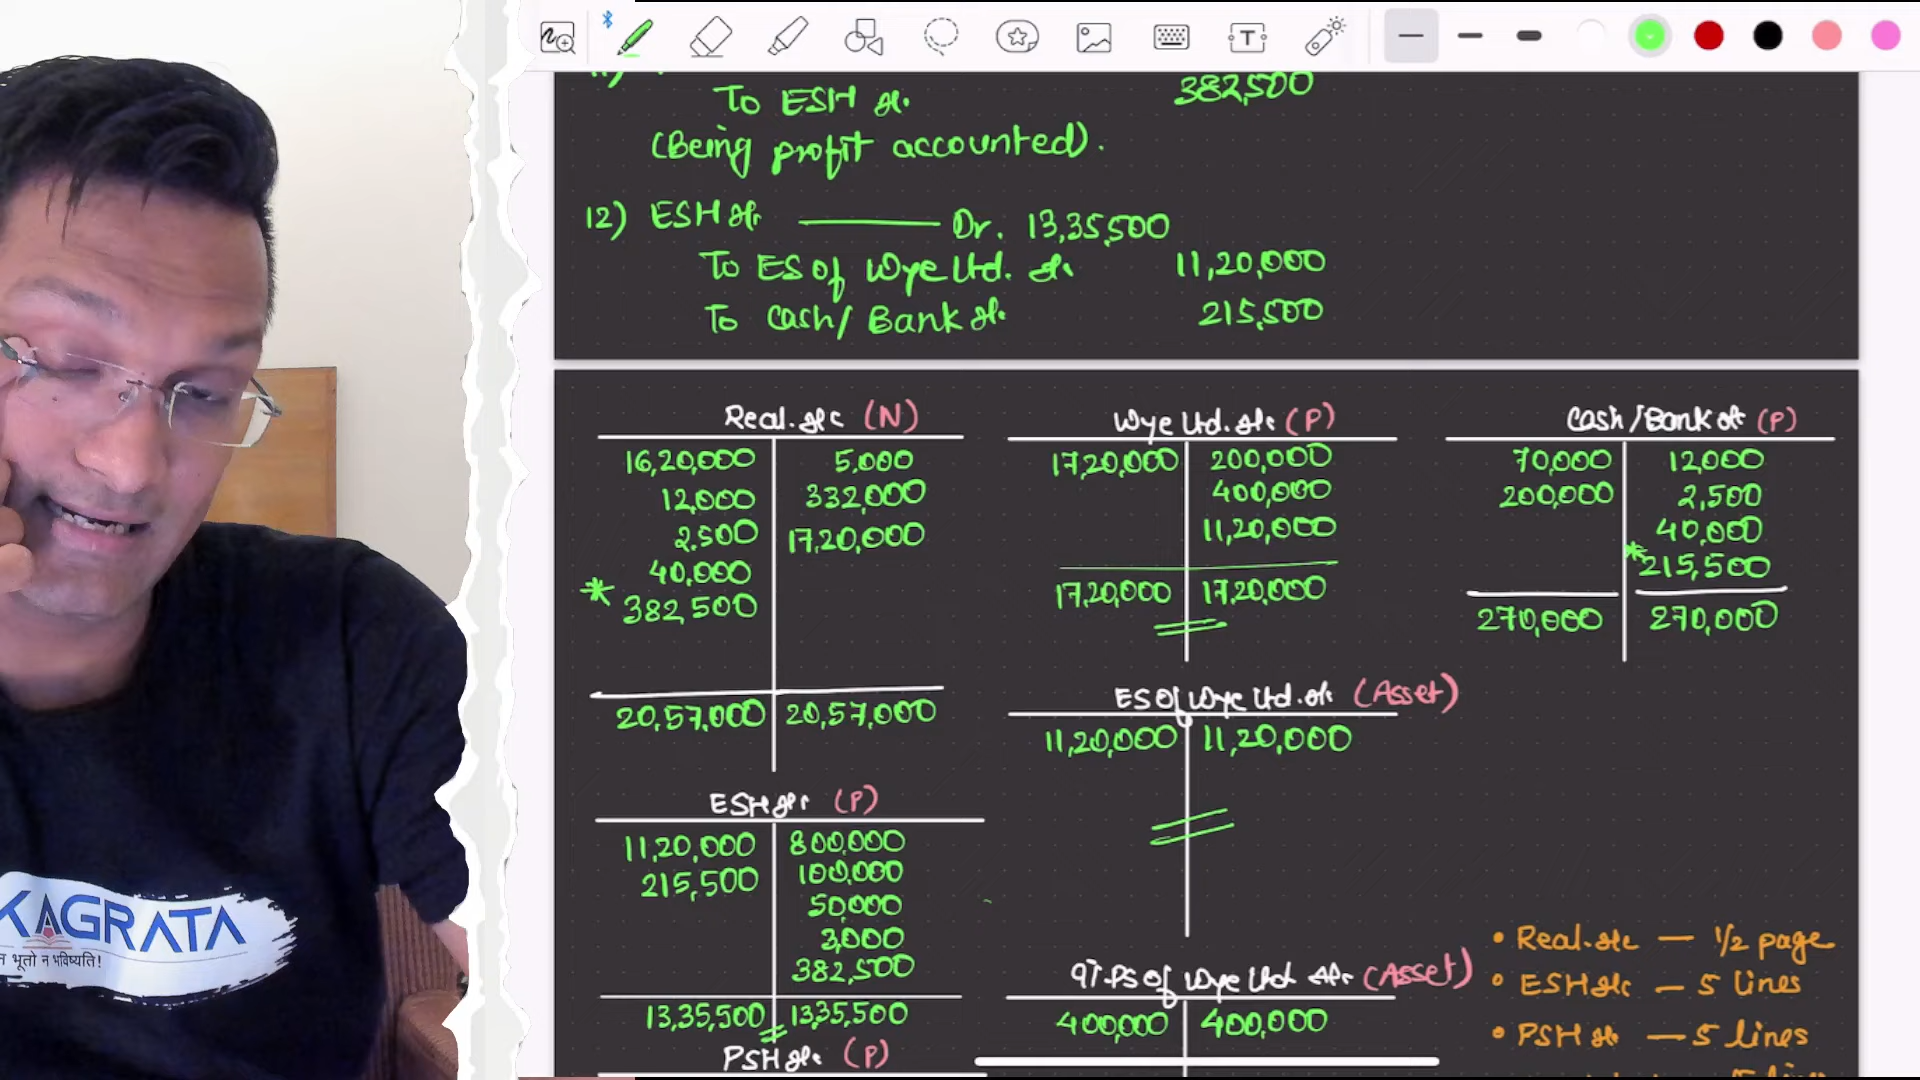 11)
To ESH a/c 382,500
(Being profit accounted).
12) ESH a/c ——— Dr. 13,35,500
To ES of Wye Ltd. a/c 11,20,000
To Cash/Bank a/c 215,500
Real. a/c (N)
16,20,000 5,000
12,000 332,000
2,500 17,20,000
40,000
* 382,500
20,57,000 20,57,000
Wye Ltd. a/c (P)
17,20,000 200,000
400,000
11,20,000
17,20,000 17,20,000
Cash/Bank a/c (P)
70,000 12,000
200,000 2,500
40,000
* 215,500
270,000 270,000
ES of Wye Ltd. a/c (Asset)
11,20,000 11,20,000
ESH a/c (P)
11,20,000 800,000
215,500 100,000
50,000
3,000
382,500
13,35,500 13,35,500
PSH a/c (P)
9%.PS of Wye Ltd. a/c (Asset)
400,000 400,000
• Real. a/c — 1/2 page
• ESH a/c — 5 lines
• PSH a/c — 5 lines
KAGRATA
न भूतो न भविष्यति!
T